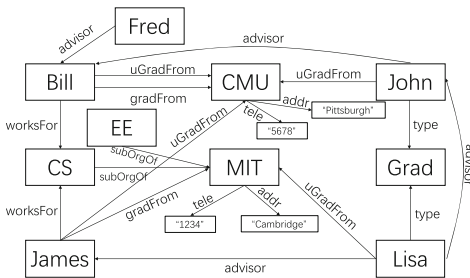 Fred
advisor
advisor
Bill
uGradFrom
CMU
uGradFrom
John
gradFrom
addr
"Pittsburgh"
tele
"5678"
worksFor
EE
uGradFrom
type
subOrgOf
CS
subOrgOf
MIT
Grad
advisor
worksFor
gradFrom
tele
addr
uGradFrom
type
"1234"
"Cambridge"
James
advisor
Lisa